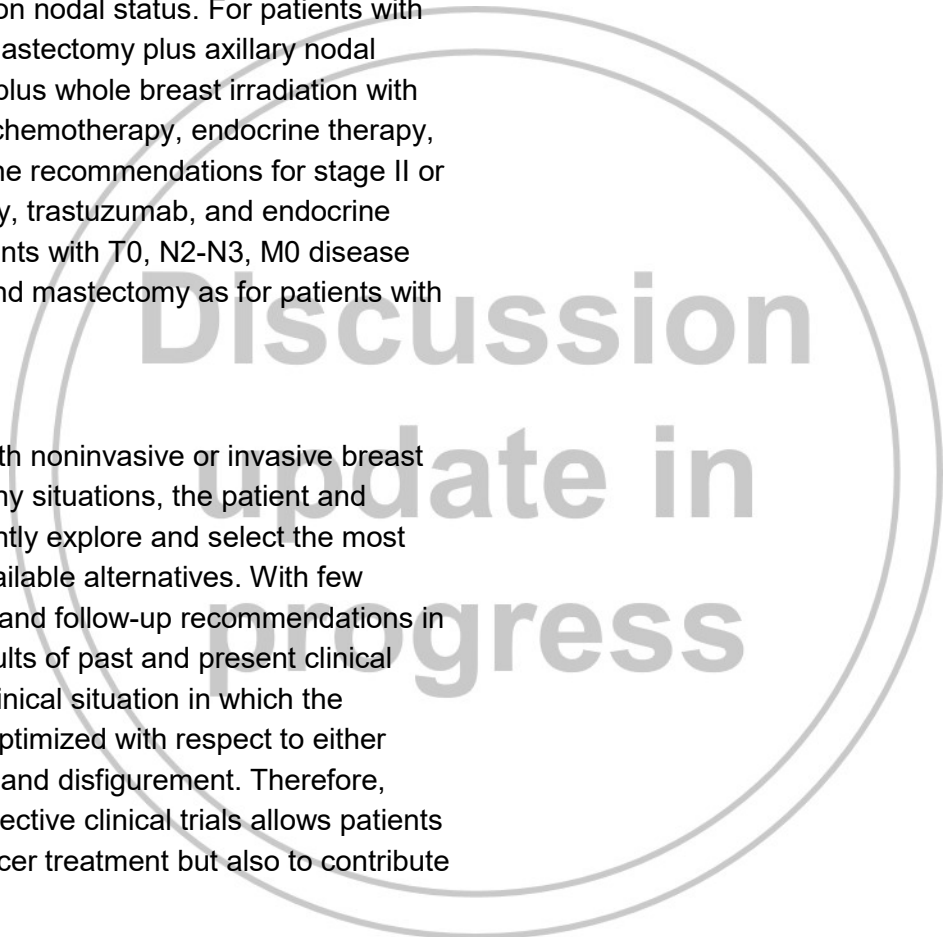 on nodal status. For patients with
astectomy plus axillary nodal
plus whole breast irradiation with
chemotherapy, endocrine therapy,
ne recommendations for stage II or
y, trastuzumab, and endocrine
nts with T0, N2-N3, M0 disease
nd mastectomy as for patients with
th noninvasive or invasive breast
ny situations, the patient and
ntly explore and select the most
ailable alternatives. With few
and follow-up recommendations in
ults of past and present clinical
inical situation in which the
ptimized with respect to either
and disfigurement. Therefore,
ective clinical trials allows patients
cer treatment but also to contribute
Discussion
update in
progress